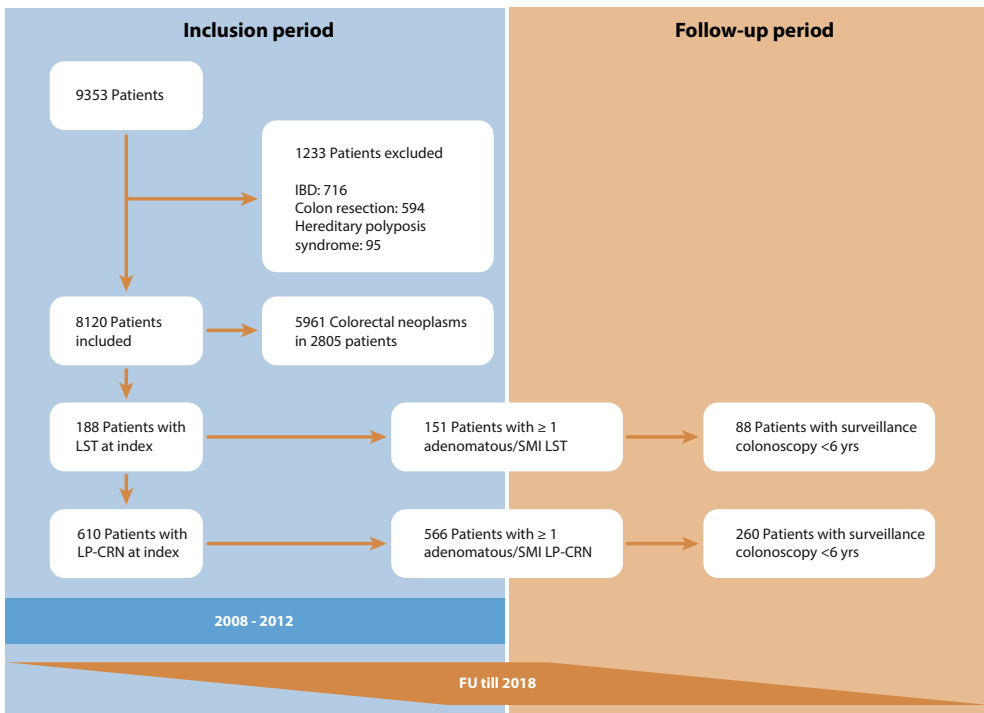 Inclusion period
Follow-up period
9353 Patients
1233 Patients excluded
IBD: 716
Colon resection: 594
Hereditary polyposis
syndrome: 95
8120 Patients
included
5961 Colorectal neoplasms
in 2805 patients
188 Patients with
LST at index
151 Patients with ≥ 1
adenomatous/SMI LST
88 Patients with surveillance
colonoscopy <6 yrs
610 Patients with
LP-CRN at index
566 Patients with ≥ 1
adenomatous/SMI LP-CRN
260 Patients with surveillance
colonoscopy <6 yrs
2008 - 2012
FU till 2018